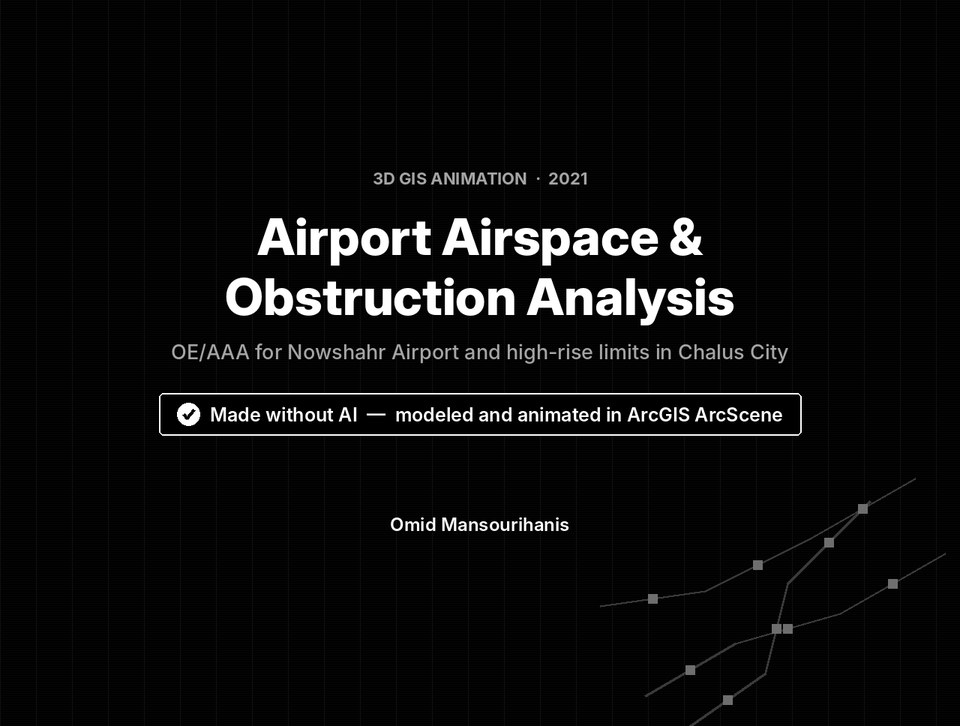 3D GIS ANIMATION · 2021
Airport Airspace &
Obstruction Analysis
OE/AAA for Nowshahr Airport and high-rise limits in Chalus City
Made without AI — modeled and animated in ArcGIS ArcScene
Omid Mansourihanis